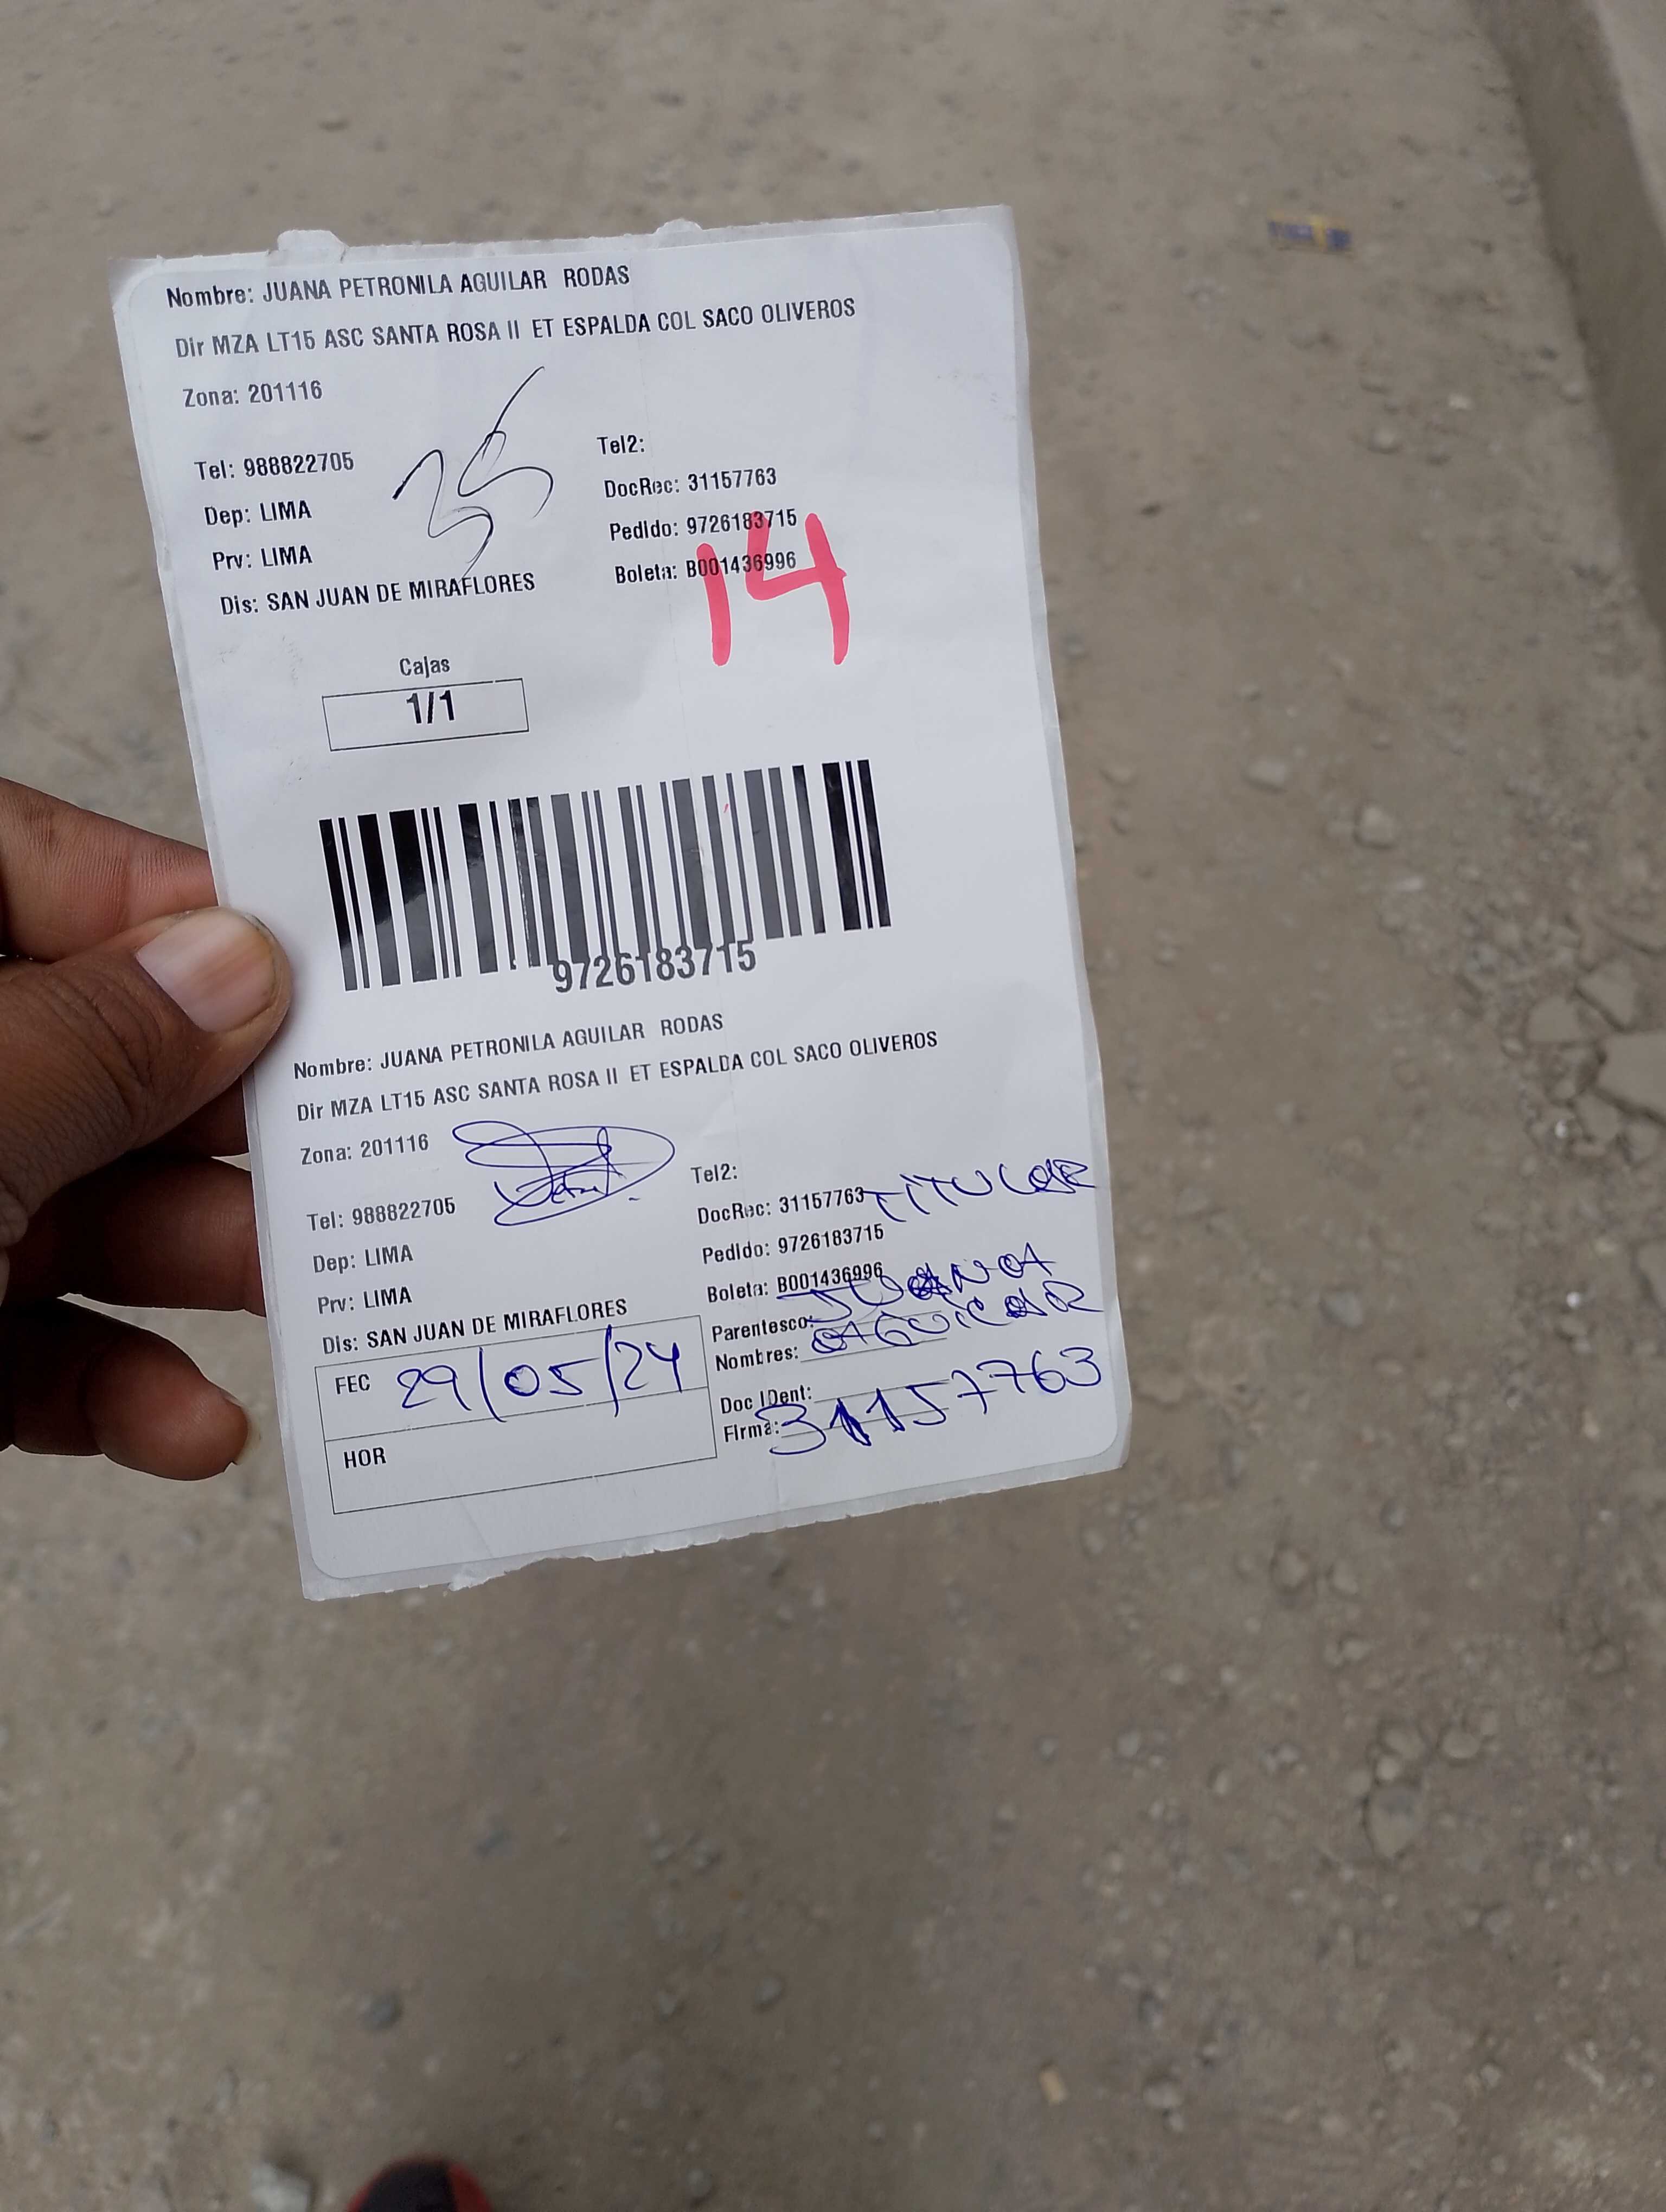 Nombre: JUANA PETRONILA AGUILAR RODAS
Dir MZA LT15 ASC SANTA ROSA II ET ESPALDA COL SACO OLIVEROS
Zona: 201116
35
Tel: 988822705
Dep: LIMA
Prv: LIMA
Dis: SAN JUAN DE MIRAFLORES
Tel2:
DocRec: 31157763
Pedido: 9726183715
Boleta: B001436996
14
Cajas
1/1
9726183715
Nombre: JUANA PETRONILA AGUILAR RODAS
Dir MZA LT15 ASC SANTA ROSA II ET ESPALDA COL SACO OLIVEROS
Zona: 201116
Tel: 988822705
Dep: LIMA
Prv: LIMA
Dis: SAN JUAN DE MIRAFLORES
FEC 29/05/24
HOR
Tel2:
DocRec: 31157763 TITULAR
Pedido: 9726183715
Boleta: B001436996
Parentesco: JUANA
Nombres: AGUILAR
Doc IDent:
Firma: 31157763